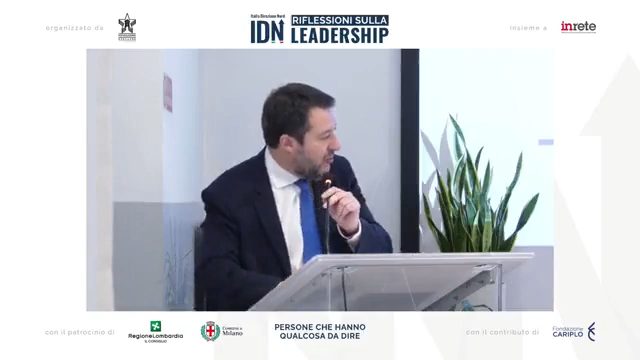 organizzato da
Italia Direzione Nord
IDN
RIFLESSIONI SULLA
LEADERSHIP
insieme a
inrete
con il patrocinio di
RegioneLombardia
IL CONSIGLIO
Comune di
Milano
PERSONE CHE HANNO
QUALCOSA DA DIRE
con il contributo di
Fondazione
CARIPLO